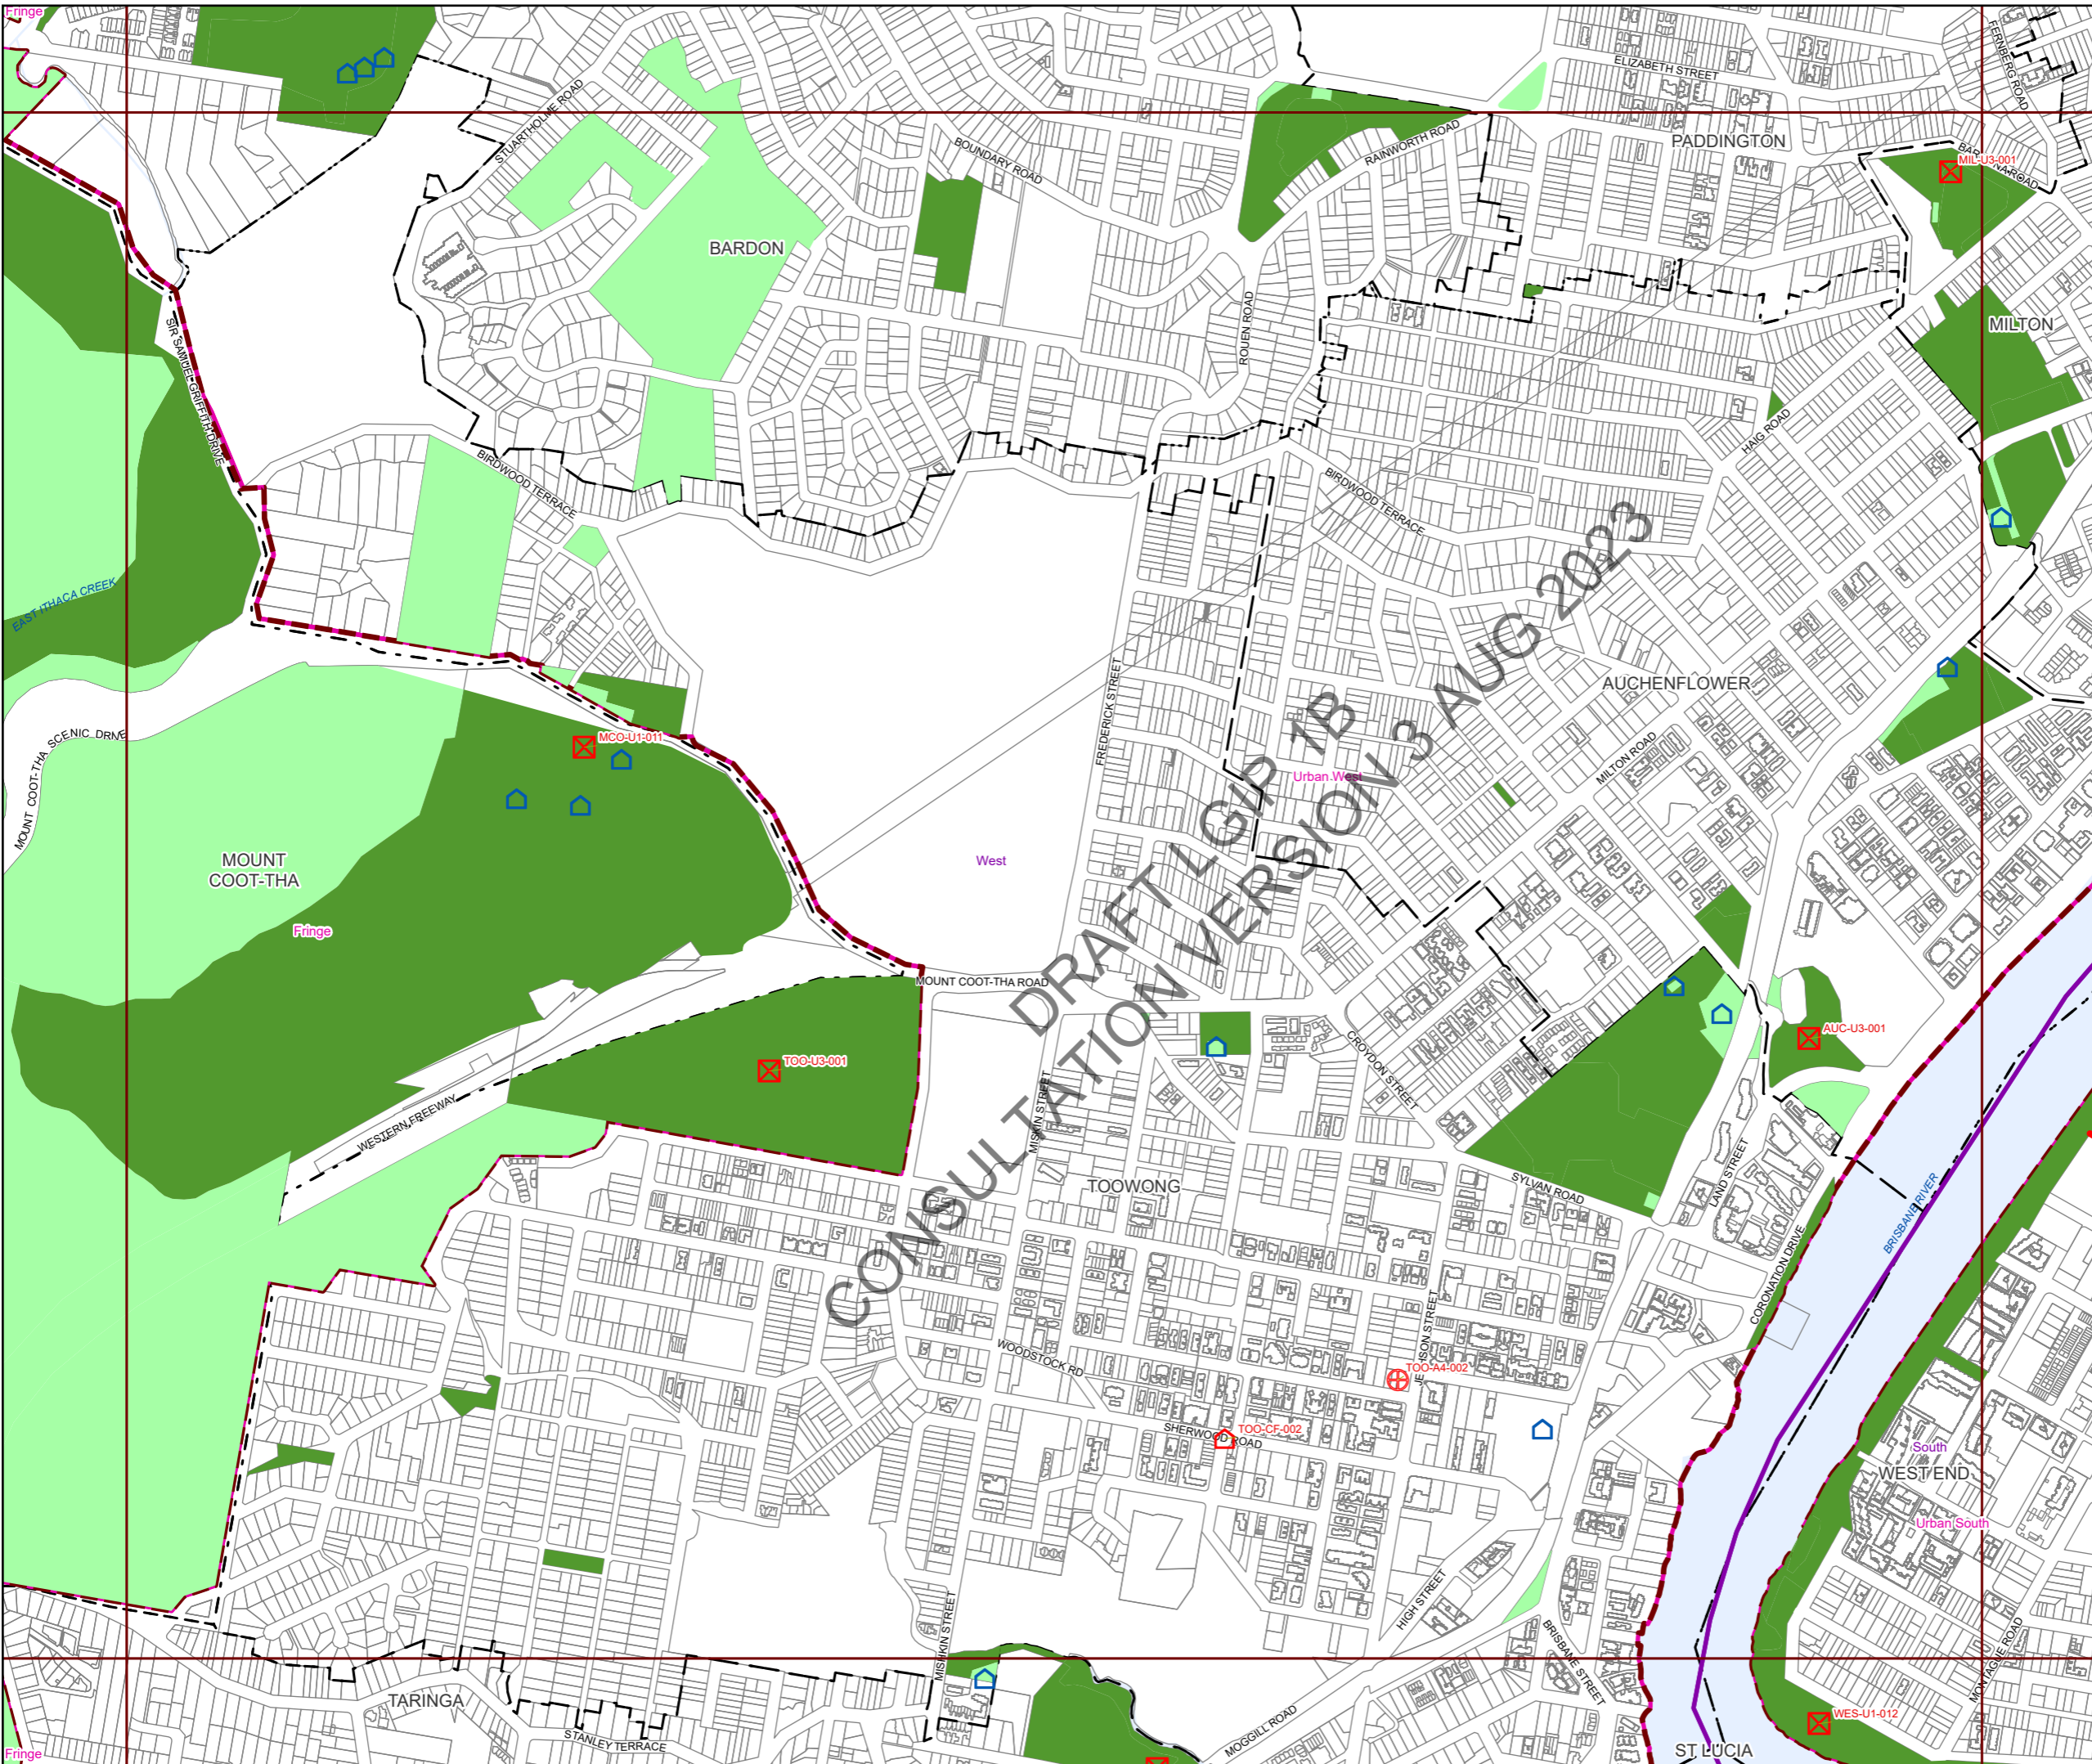 Fringe
FERNBERG ROAD
ELIZABETH STREET
STUARTHOLME ROAD
PADDINGTON
RAINWORTH ROAD
BOUNDARY ROAD
MIL-U3-001
BARDON
MILTON
ROUEN ROAD
SIR SAMUEL GRIFFITH DRIVE
HAIG ROAD
BIRDWOOD TERRACE
BIRDWOOD TERRACE
EAST ITHACA CREEK
FREDERICK STREET
AUCHENFLOWER
MOUNT COOT-THA SCENIC DRIVE
MCO-U1-011
MILTON ROAD
Urban West
MOUNT
COOT-THA
West
DRAFT LGIP 1B
CONSULTATION VERSION 3 AUG 2023
Fringe
MOUNT COOT-THA ROAD
AUC-U3-001
TOO-U3-001
CROYDON STREET
MISKIN STREET
WESTERN FREEWAY
TOOWONG
SYLVAN ROAD
LAND STREET
BRISBANE RIVER
CORONATION DRIVE
WOODSTOCK RD
TOO-A4-002
TOO-CF-002
SHERWOOD ROAD
South
WEST END
Urban South
HIGH STREET
MISKIN STREET
BRISBANE STREET
MONTAGUE ROAD
TARINGA
WES-U1-012
STANLEY TERRACE
MOGGILL ROAD
ST LUCIA
Fringe